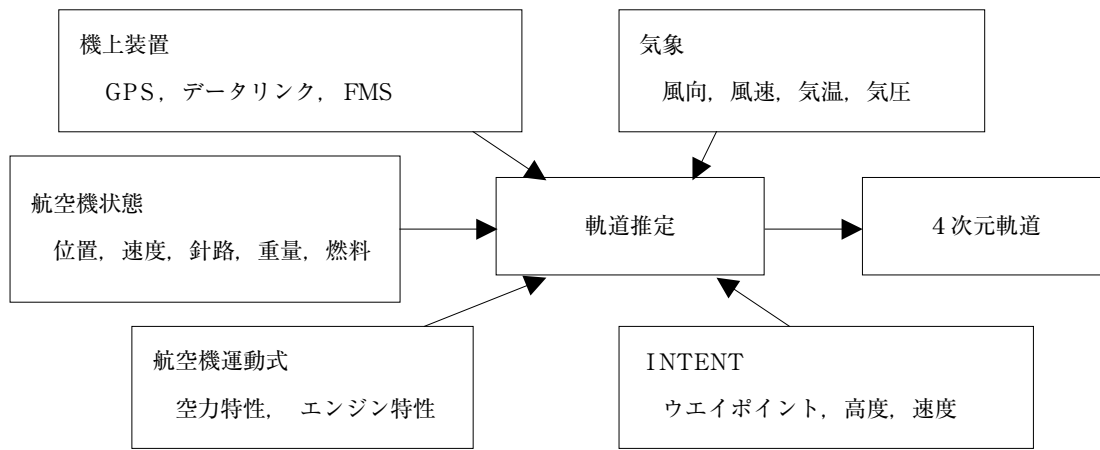 機上装置
GPS, データリンク, FMS
気象
風向, 風速, 気温, 気圧
航空機状態
位置, 速度, 針路, 重量, 燃料
軌道推定
４次元軌道
航空機運動式
空力特性, エンジン特性
INTENT
ウエイポイント, 高度, 速度